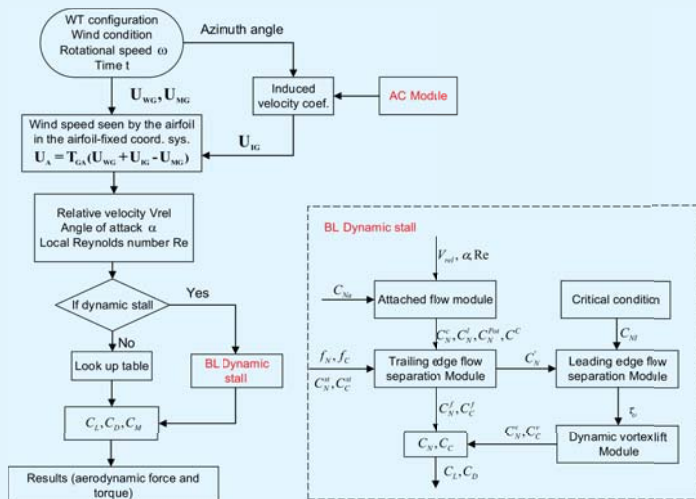 WT configuration
Wind condition
Rotational speed ω
Time t
Azimuth angle
U_WG, U_MG
Induced
velocity coef.
AC Module
U_IG
Wind speed seen by the airfoil
in the airfoil-fixed coord. sys.
U_A = T_GA(U_WG + U_IG - U_MG)
Relative velocity Vrel
Angle of attack α
Local Reynolds number Re
If dynamic stall
Yes
No
Look up table
BL Dynamic
stall
C_L, C_D, C_M
Results (aerodynamic force and
torque)
BL Dynamic stall
V_rel, α, Re
C_Nα
Attached flow module
Critical condition
C_N^c, C_N^I, C_N^Pot, C^C
C_NI
f_N, f_C
C_N^st, C_C^st
Trailing edge flow
separation Module
C_N'
Leading edge flow
separation Module
C_N^f, C_C^f
τ_v
C_N, C_C
C_N^v, C_C^v
Dynamic vortexlift
Module
C_L, C_D